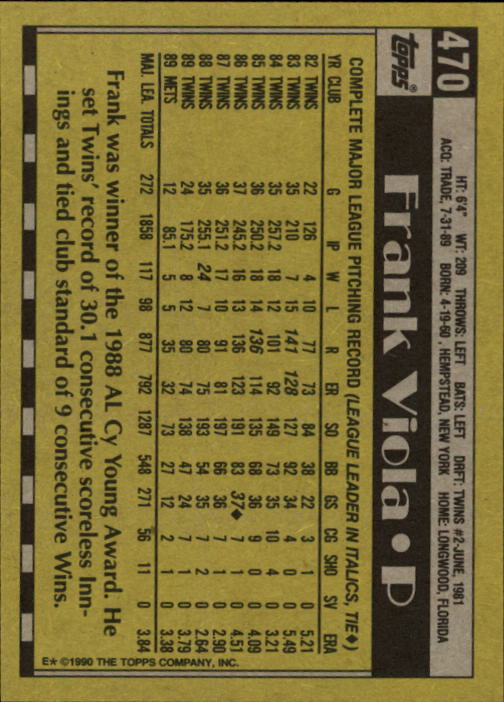 470
HT: 6'4" WT: 209 THROWS: LEFT BATS: LEFT DRFT: TWINS #2-JUNE, 1981
ACQ: TRADE, 7-31-89 BORN: 4-19-60, HEMPSTEAD, NEW YORK HOME: LONGWOOD, FLORIDA
topps® Frank Viola • P
COMPLETE MAJOR LEAGUE PITCHING RECORD (LEAGUE LEADER IN ITALICS, TIE◆)
YR CLUB G IP W L R ER SO BB GS CG SHO SV ERA
82 TWINS 22 126 4 10 77 73 84 38 22 3 1 0 5.21
83 TWINS 35 210 7 15 141 128 127 92 34 4 0 0 5.49
84 TWINS 35 257.2 18 12 101 92 149 73 35 10 4 0 3.21
85 TWINS 36 250.2 18 14 136 114 135 68 36 9 0 0 4.09
86 TWINS 37 245.2 16 13 136 123 191 83 37◆ 7 1 0 4.51
87 TWINS 36 251.2 17 10 91 81 197 66 36 7 1 0 2.90
88 TWINS 35 255.1 24 7 80 75 193 54 35 7 2 0 2.64
89 TWINS 24 175.2 8 12 80 74 138 47 24 7 1 0 3.79
89 METS 12 85.1 5 5 35 32 73 27 12 2 1 0 3.38
MAJ. LEA. TOTALS 272 1858 117 98 877 792 1287 548 271 56 11 0 3.84
Frank was winner of the 1988 AL Cy Young Award. He
set Twins' record of 30.1 consecutive scoreless Inn-
ings and tied club standard of 9 consecutive Wins.
E* ©1990 THE TOPPS COMPANY, INC.